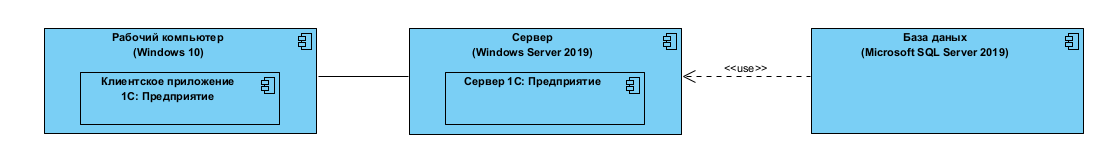 Рабочий компьютер
(Windows 10)
Клиентское приложение
1С: Предприятие
Сервер
(Windows Server 2019)
Сервер 1С: Предприятие
<<use>>
База даных
(Microsoft SQL Server 2019)